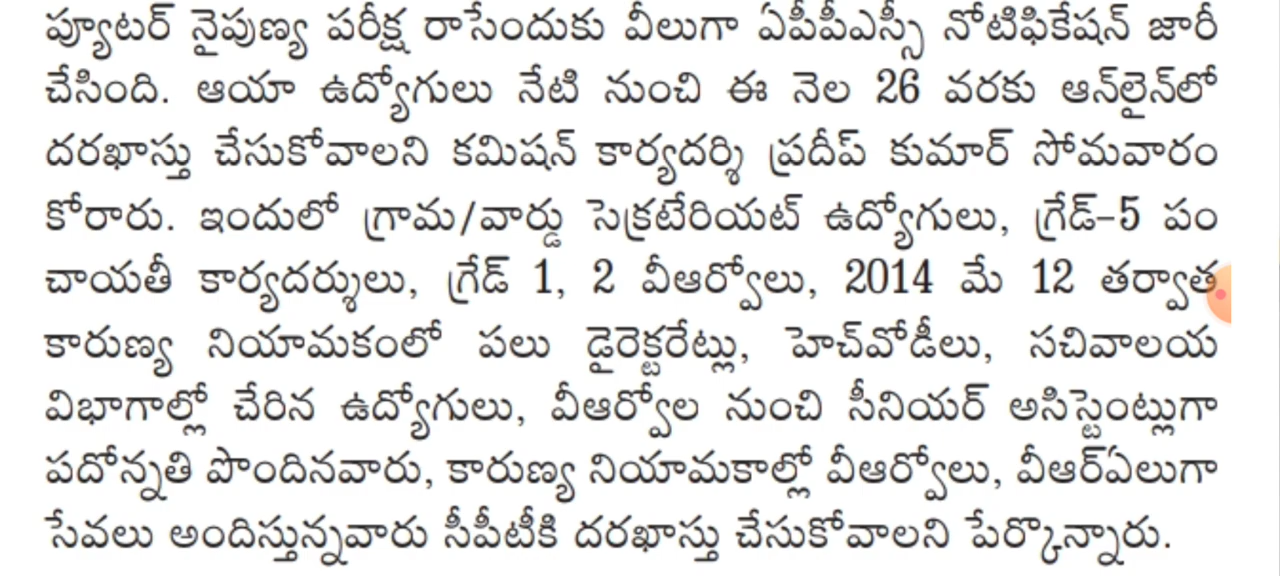 ప్యూటర్ నైపుణ్య పరీక్ష రాసేందుకు వీలుగా ఏపీపీఎస్సీ నోటిఫికేషన్ జారీ
చేసింది. ఆయా ఉద్యోగులు నేటి నుంచి ఈ నెల 26 వరకు ఆన్‌లైన్‌లో
దరఖాస్తు చేసుకోవాలని కమిషన్ కార్యదర్శి ప్రదీప్ కుమార్ సోమవారం
కోరారు. ఇందులో గ్రామ/వార్డు సెక్రటేరియట్ ఉద్యోగులు, గ్రేడ్-5 పం
చాయతీ కార్యదర్శులు, గ్రేడ్ 1, 2 వీఆర్వోలు, 2014 మే 12 తర్వాత
కారుణ్య నియామకంలో పలు డైరెక్టరేట్లు, హెచ్‌వోడీలు, సచివాలయ
విభాగాల్లో చేరిన ఉద్యోగులు, వీఆర్వోల నుంచి సీనియర్ అసిస్టెంట్లుగా
పదోన్నతి పొందినవారు, కారుణ్య నియామకాల్లో వీఆర్వోలు, వీఆర్ఏలుగా
సేవలు అందిస్తున్నవారు సీపీటీకి దరఖాస్తు చేసుకోవాలని పేర్కొన్నారు.